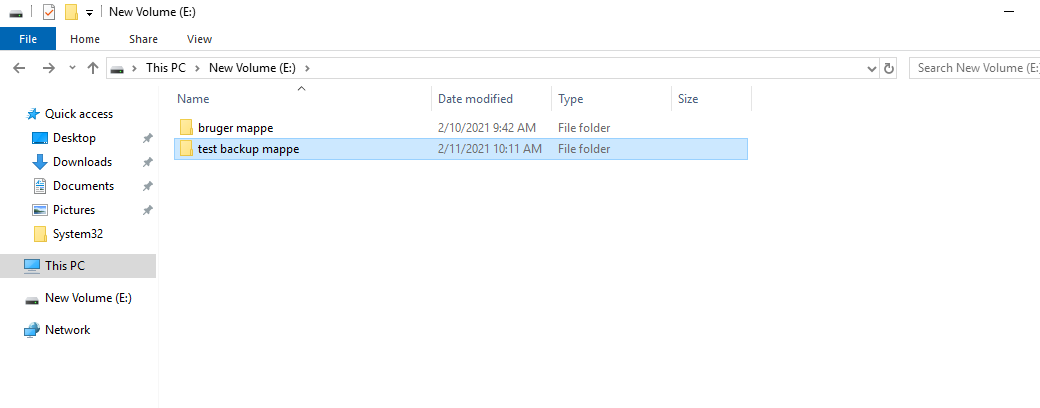 New Volume (E:)
File Home Share View
This PC New Volume (E:) Search New Volume (E:
Name Date modified Type Size
Quick access
Desktop
Downloads
Documents
Pictures
System32
This PC
New Volume (E:)
Network
bruger mappe 2/10/2021 9:42 AM File folder
test backup mappe 2/11/2021 10:11 AM File folder